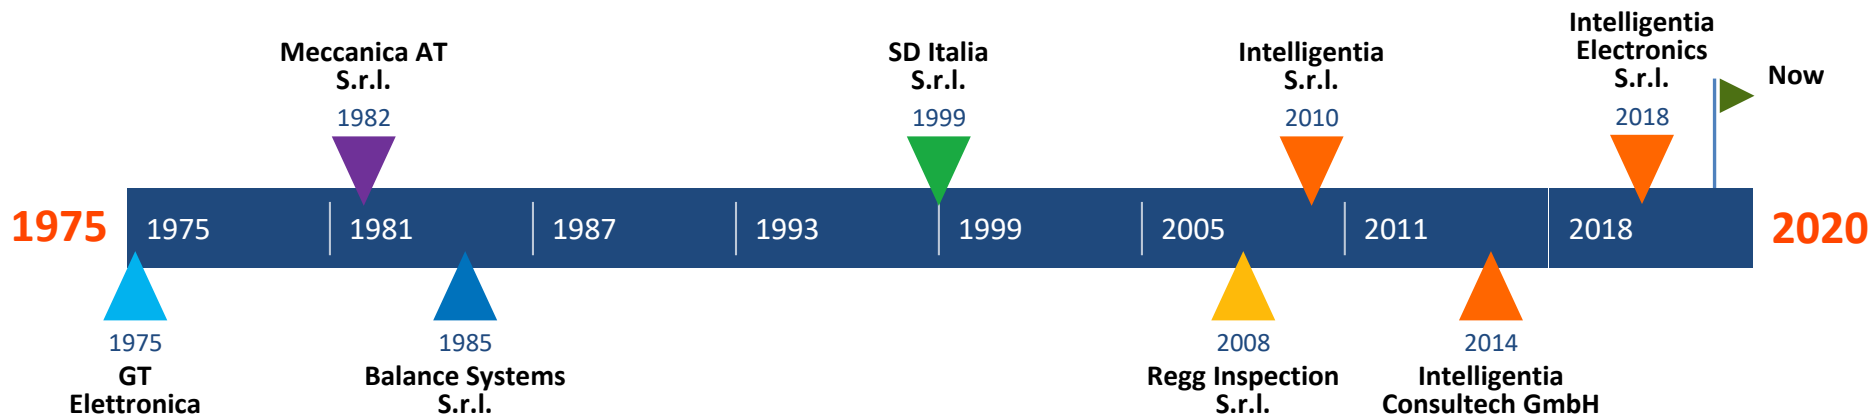 Meccanica AT
S.r.l.
1982
SD Italia
S.r.l.
1999
Intelligentia
S.r.l.
2010
Intelligentia
Electronics
S.r.l.
2018
Now
1975
1975
1981
1987
1993
1999
2005
2011
2018
2020
1975
GT
Elettronica
1985
Balance Systems
S.r.l.
2008
Regg Inspection
S.r.l.
2014
Intelligentia
Consultech GmbH